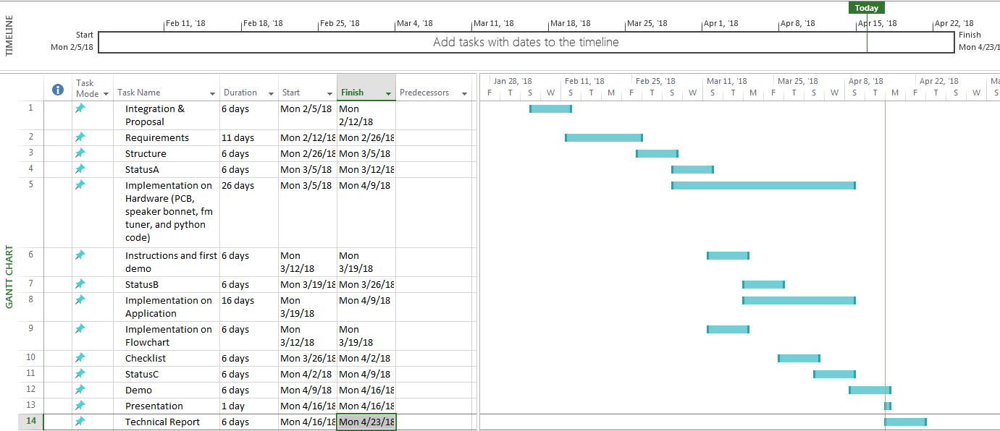 TIMELINE
Today
Feb 11, '18 Feb 18, '18 Feb 25, '18 Mar 4, '18 Mar 11, '18 Mar 18, '18 Mar 25, '18 Apr 1, '18 Apr 8, '18 Apr 15, '18 Apr 22, '18
Start
Mon 2/5/18
Add tasks with dates to the timeline
Finish
Mon 4/23/1
GANTT CHART
Task Mode Task Name Duration Start Finish Predecessors
Jan 28, '18 Feb 11, '18 Feb 25, '18 Mar 11, '18 Mar 25, '18 Apr 8, '18 Apr 22, '18 Ma
F T S W S T M F T S W S T M F T S W S T M F T S W S
1 Integration & 6 days Mon 2/5/18 Mon
Proposal 2/12/18
2 Requirements 11 days Mon 2/12/18 Mon 2/26/18
3 Structure 6 days Mon 2/26/18 Mon 3/5/18
4 StatusA 6 days Mon 3/5/18 Mon 3/12/18
5 Implementation on 26 days Mon 3/5/18 Mon 4/9/18
Hardware (PCB,
speaker bonnet, fm
tuner, and python
code)
6 Instructions and first 6 days Mon Mon
demo 3/12/18 3/19/18
7 StatusB 6 days Mon 3/19/18 Mon 3/26/18
8 Implementation on 16 days Mon Mon 4/9/18
Application 3/19/18
9 Implementation on 6 days Mon Mon
Flowchart 3/12/18 3/19/18
10 Checklist 6 days Mon 3/26/18 Mon 4/2/18
11 StatusC 6 days Mon 4/2/18 Mon 4/9/18
12 Demo 6 days Mon 4/9/18 Mon 4/16/18
13 Presentation 1 day Mon 4/16/18 Mon 4/16/18
14 Technical Report 6 days Mon 4/16/18 Mon 4/23/18